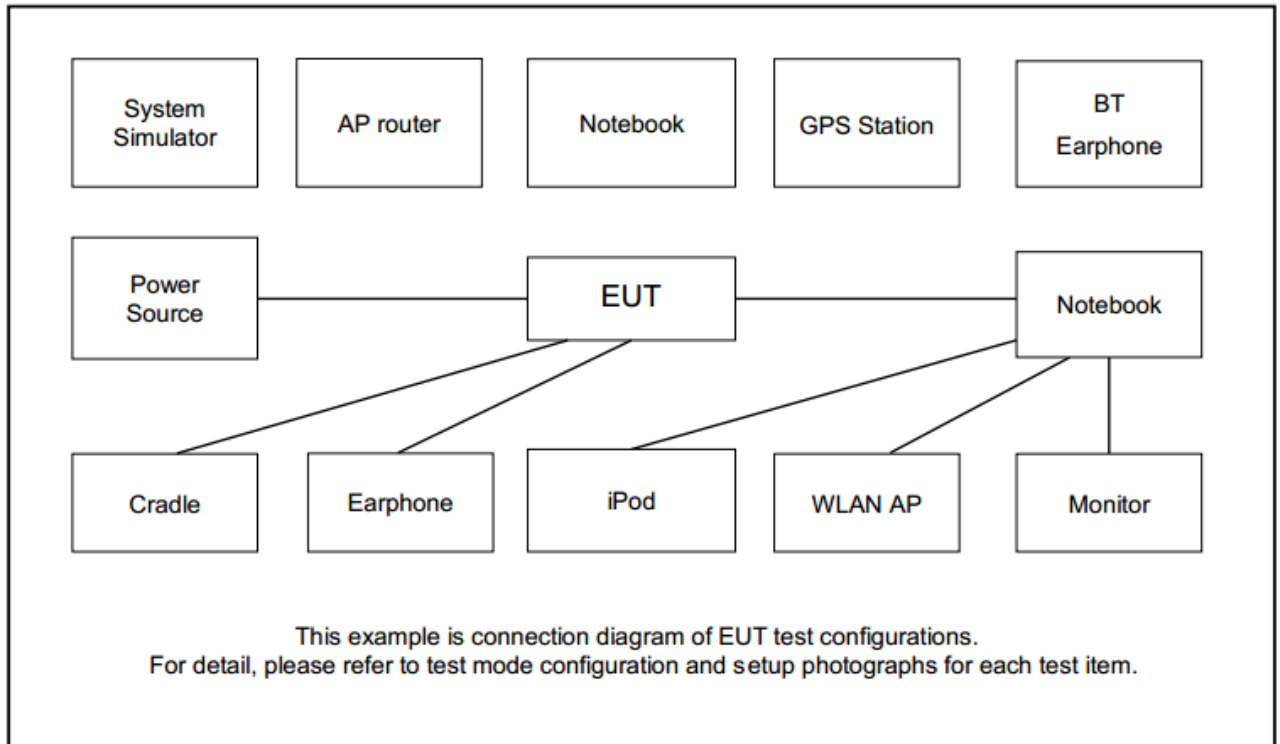 System
Simulator
AP router
Notebook
GPS Station
BT
Earphone
Power
Source
EUT
Notebook
Cradle
Earphone
iPod
WLAN AP
Monitor
This example is connection diagram of EUT test configurations.
For detail, please refer to test mode configuration and setup photographs for each test item.